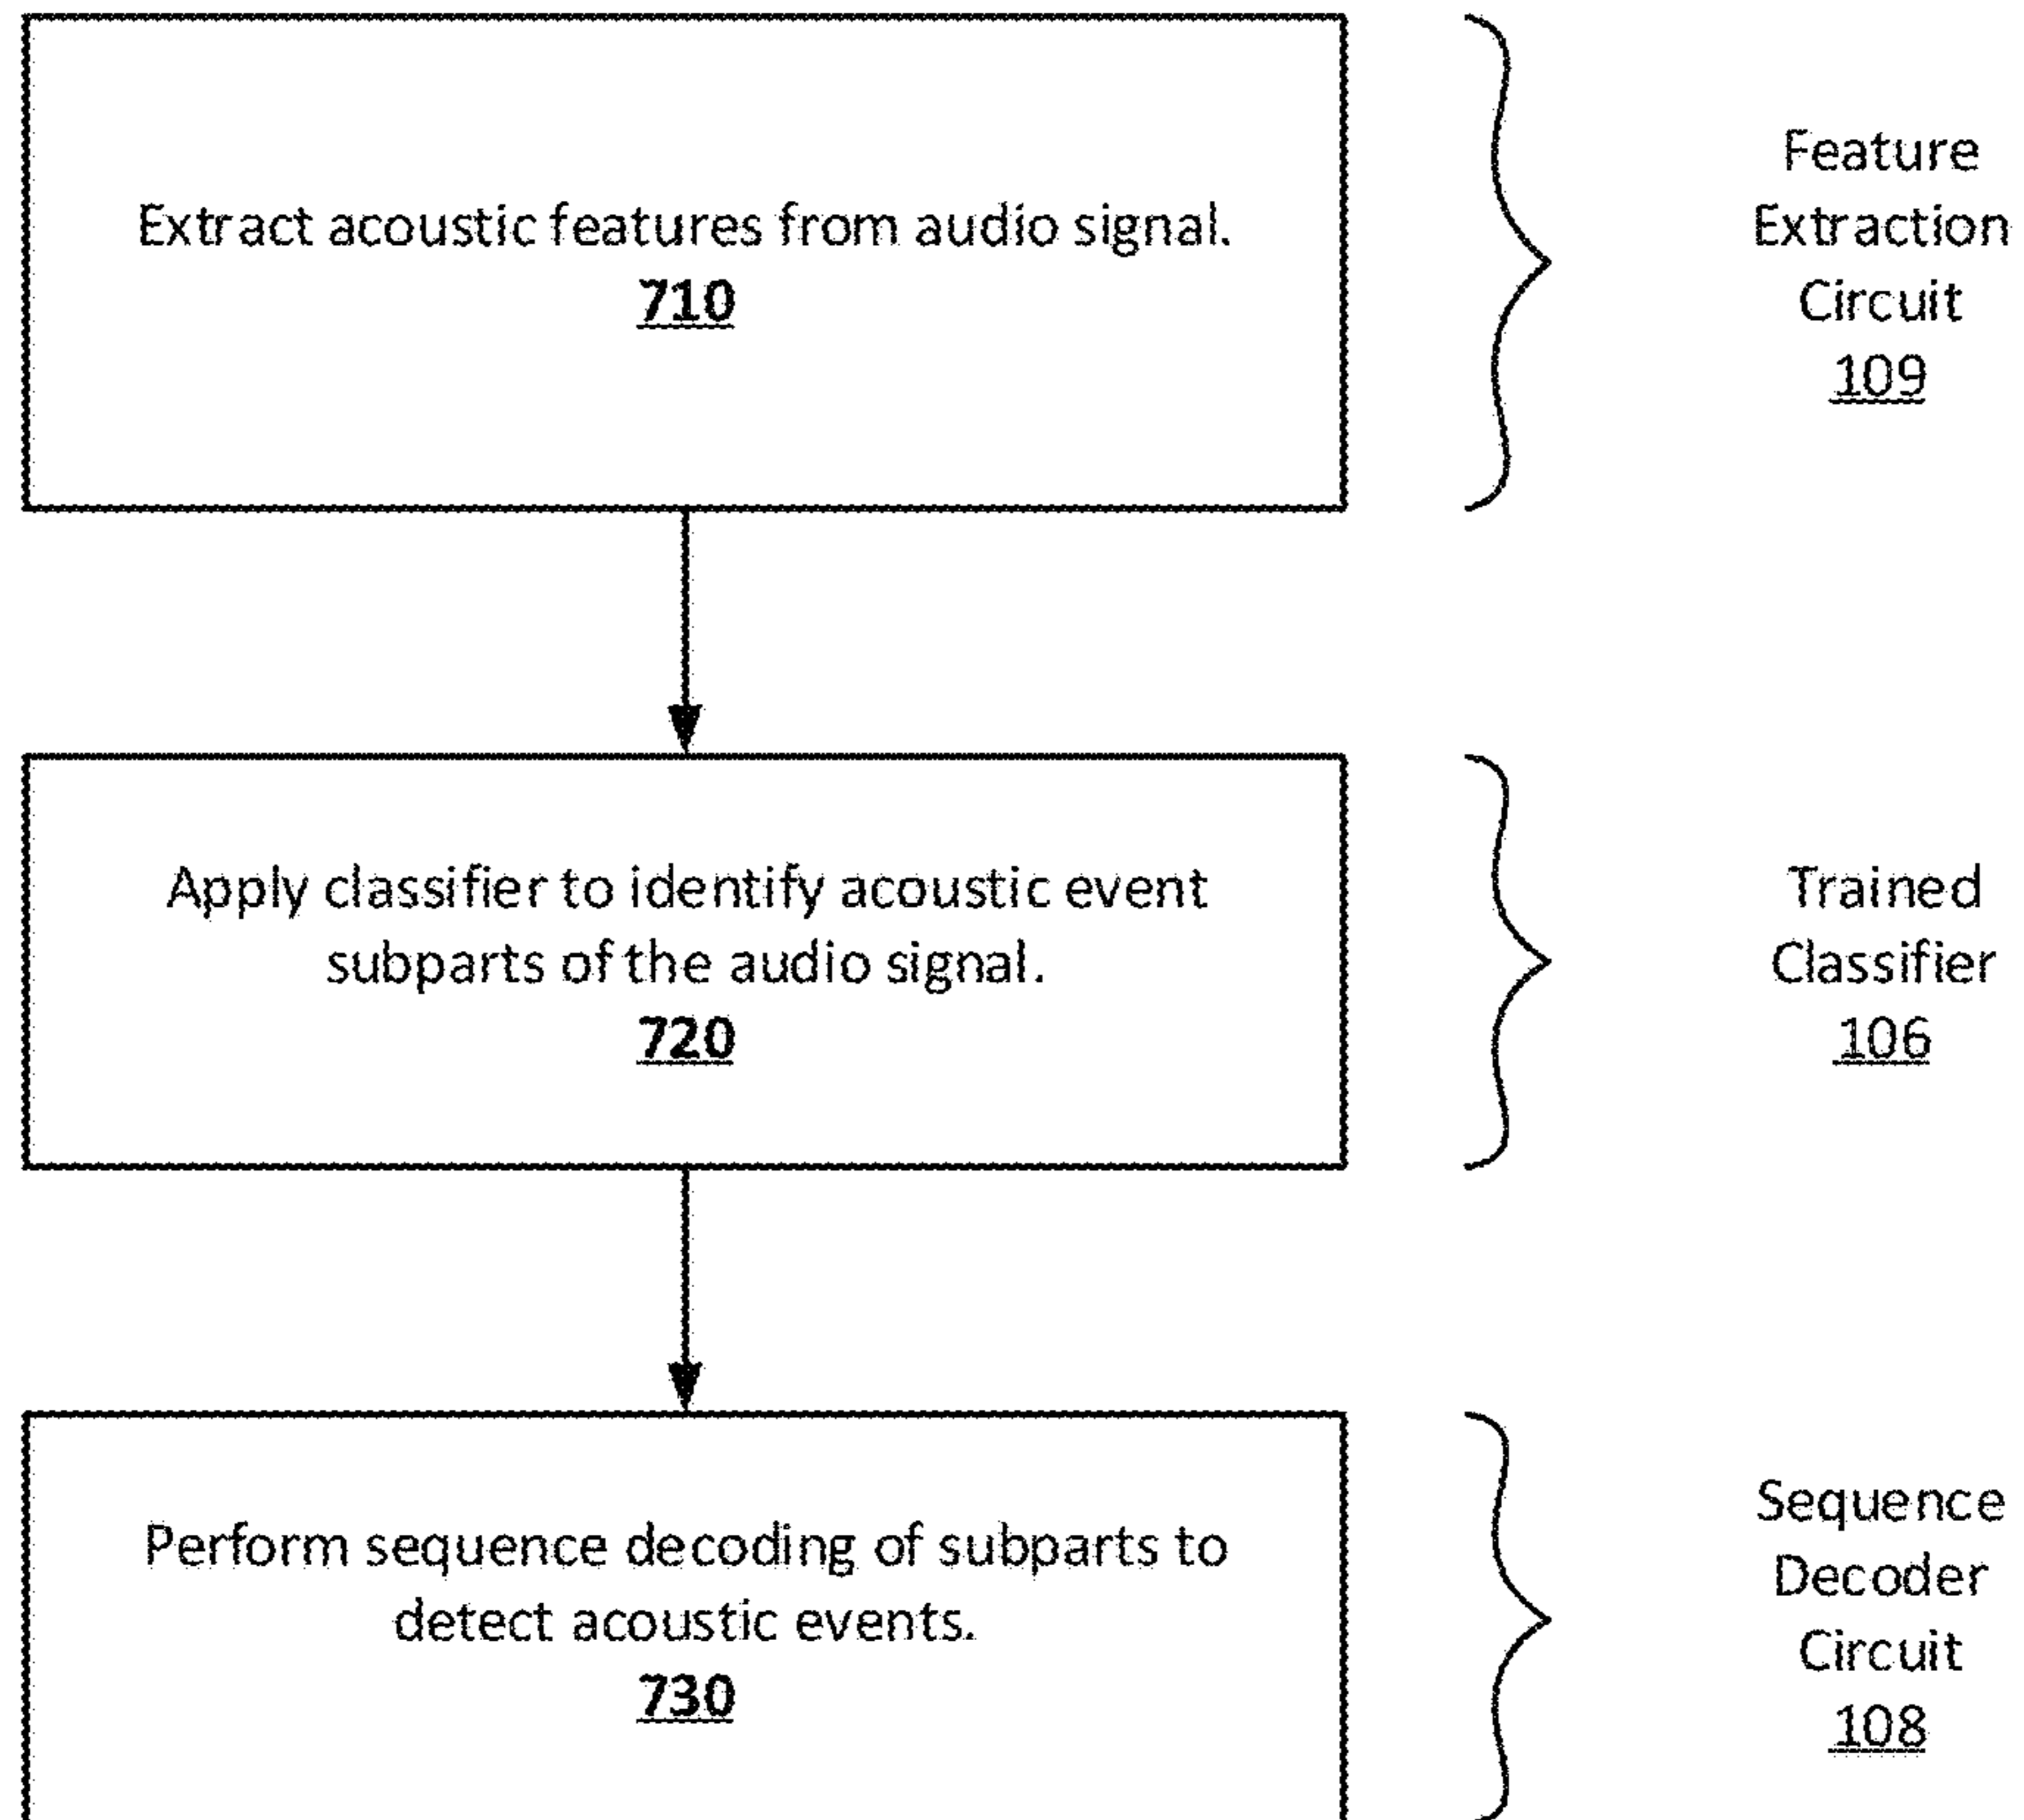 Extract acoustic features from audio signal.
710
Feature
Extraction
Circuit
109
Apply classifier to identify acoustic event
subparts of the audio signal.
720
Trained
Classifier
106
Perform sequence decoding of subparts to
detect acoustic events.
730
Sequence
Decoder
Circuit
108